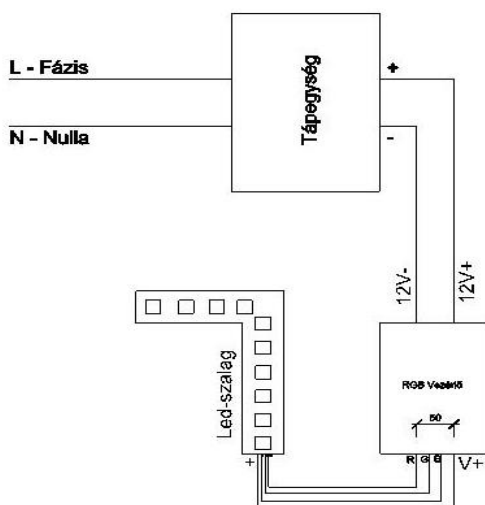 L - Fázis
+
Tápegység
N - Nulla
-
12V-
12V+
Led-szalag
RGB Vezérlő
50
R G B
V+
+